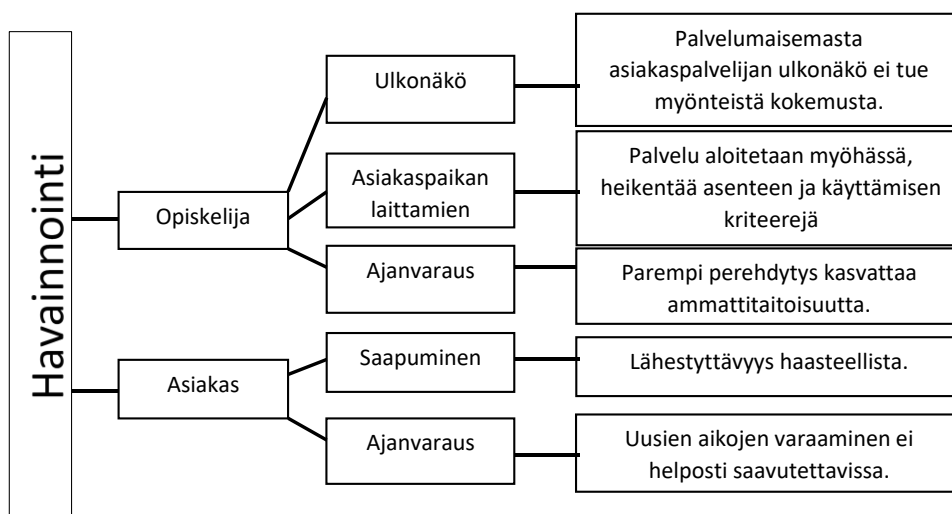 Havainnointi
Opiskelija
Ulkonäkö
Palvelumaisemasta
asiakaspalvelijan ulkonäkö ei tue
myönteistä kokemusta.
Asiakaspaikan
laittamien
Palvelu aloitetaan myöhässä,
heikentää asenteen ja käyttämisen
kriteerejä
Ajanvaraus
Parempi perehdytys kasvattaa
ammattitaitoisuutta.
Asiakas
Saapuminen
Lähestyttävyys haasteellista.
Ajanvaraus
Uusien aikojen varaaminen ei
helposti saavutettavissa.